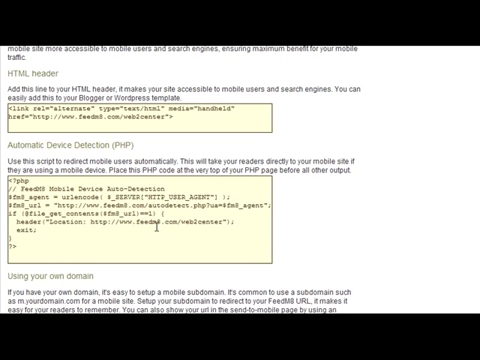 mobile site more accessible to mobile users and search engines, ensuring maximum benefit for your mobile
traffic.
HTML header
Add this line to your HTML header, it makes your site accessible to mobile users and search engines. You can
easily add this to your Blogger or Wordpress template.
<link rel="alternate" type="text/html" media="handheld"
href="http://www.feedm8.com/web2center">
Automatic Device Detection (PHP)
Use this script to redirect mobile users automatically. This will take your readers directly to your mobile site if
they are using a mobile device. Place this PHP code at the very top of your PHP page before all other output.
<?php
// FeedM8 Mobile Device Auto-Detection
$fm8_agent = urlencode( $_SERVER["HTTP_USER_AGENT"] );
$fm8_url = "http://www.feedm8.com/autodetect.php?ua=$fm8_agent";
if (@file_get_contents($fm8_url)==1) {
header("Location: http://www.feedm8.com/web2center");
exit;
}
?>
Using your own domain
If you have your own domain, it's easy to setup a mobile subdomain. It's common to use a subdomain such
as m.yourdomain.com for a mobile site. Setup your subdomain to redirect to your FeedM8 URL, it makes it
easy for your readers to remember. You can also show your url in the send-to-mobile page by using an